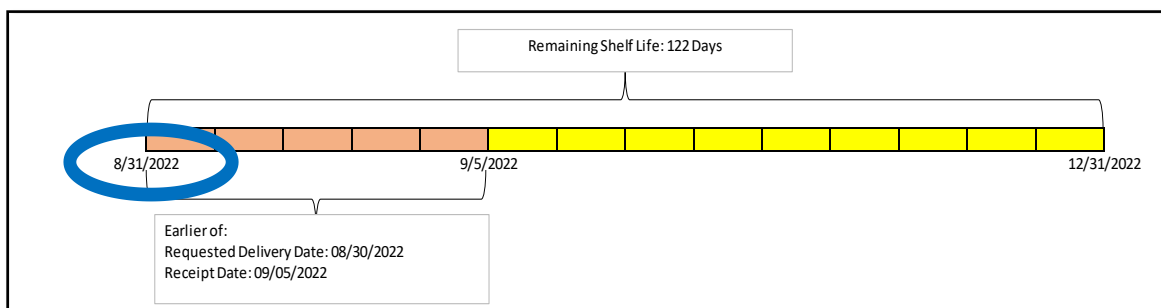 Remaining Shelf Life: 122 Days
8/31/2022 9/5/2022 12/31/2022
Earlier of:
Requested Delivery Date: 08/30/2022
Receipt Date: 09/05/2022